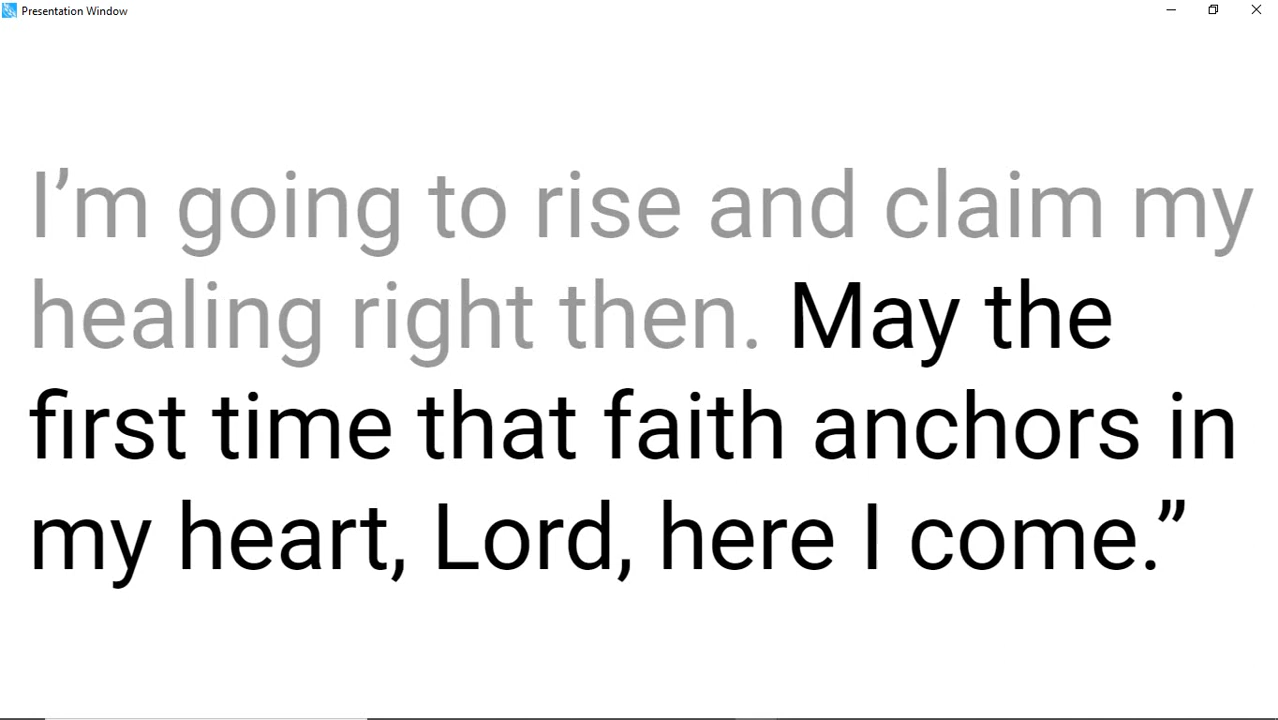 Presentation Window
I’m going to rise and claim my
healing right then. May the
first time that faith anchors in
my heart, Lord, here I come.”